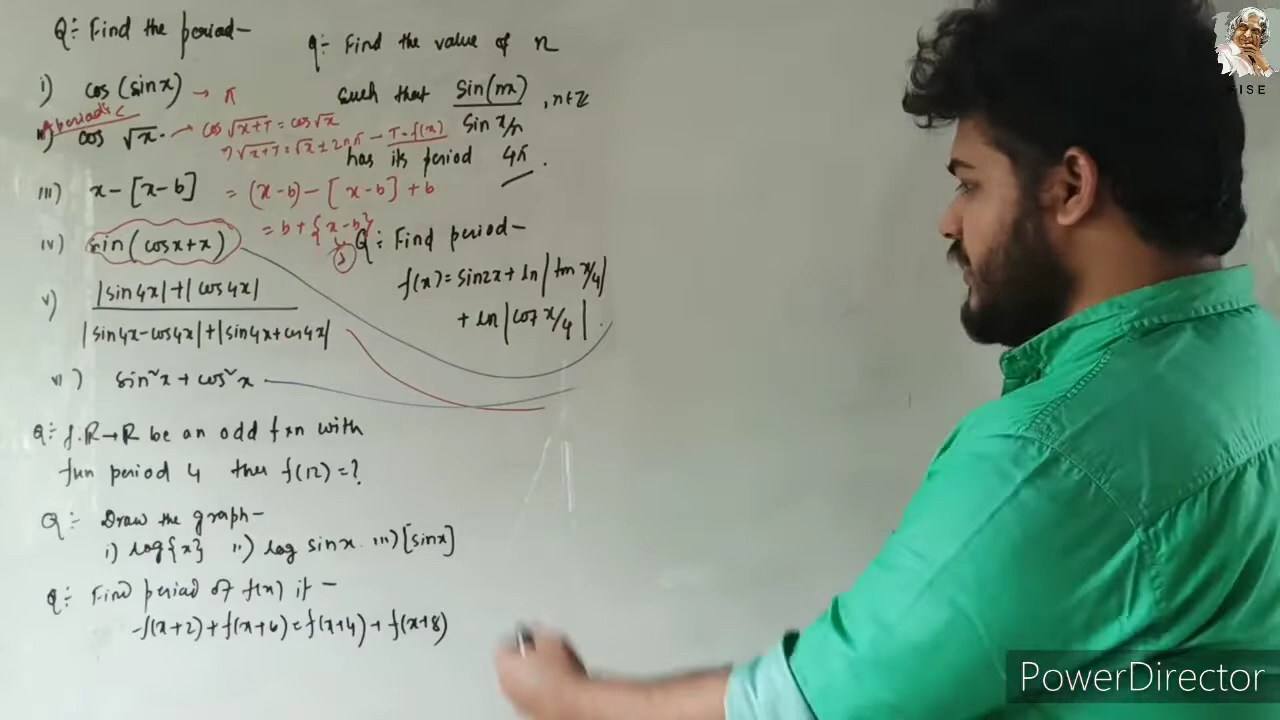 Q:- Find the period-
i) cos(sinx) → π
Aperiodic
ii) cos √x. → cos√x+T = cos√x
⇒ √x+T = √x ± 2nπ → T = f(x)
iii) x - [x-b] = (x-b) - [x-b] + b
= b + {x-b}
iv) sin(cosx+x)
v) |sin4x|+|cos4x|
|sin4x-cos4x|+|sin4x+cos4x|
vi) sin²x + cos²x
Q:- f:R→R be an odd fxn with
fun period 4 then f(12)=?
Q:- Draw the graph-
i) log{x} ii) log sinx iii) [sinx]
Q:- Find period of f(x) if -
f(x+2)+f(x+6)=f(x+4)+f(x+8)
Q:- Find the value of n
such that sin(nx) , n∈Z
sin x/n
has its period 4π.
Q:- Find period-
f(x)=sin2x+ln|tan x/4|
+ ln|cot x/4|.
FISE
PowerDirector